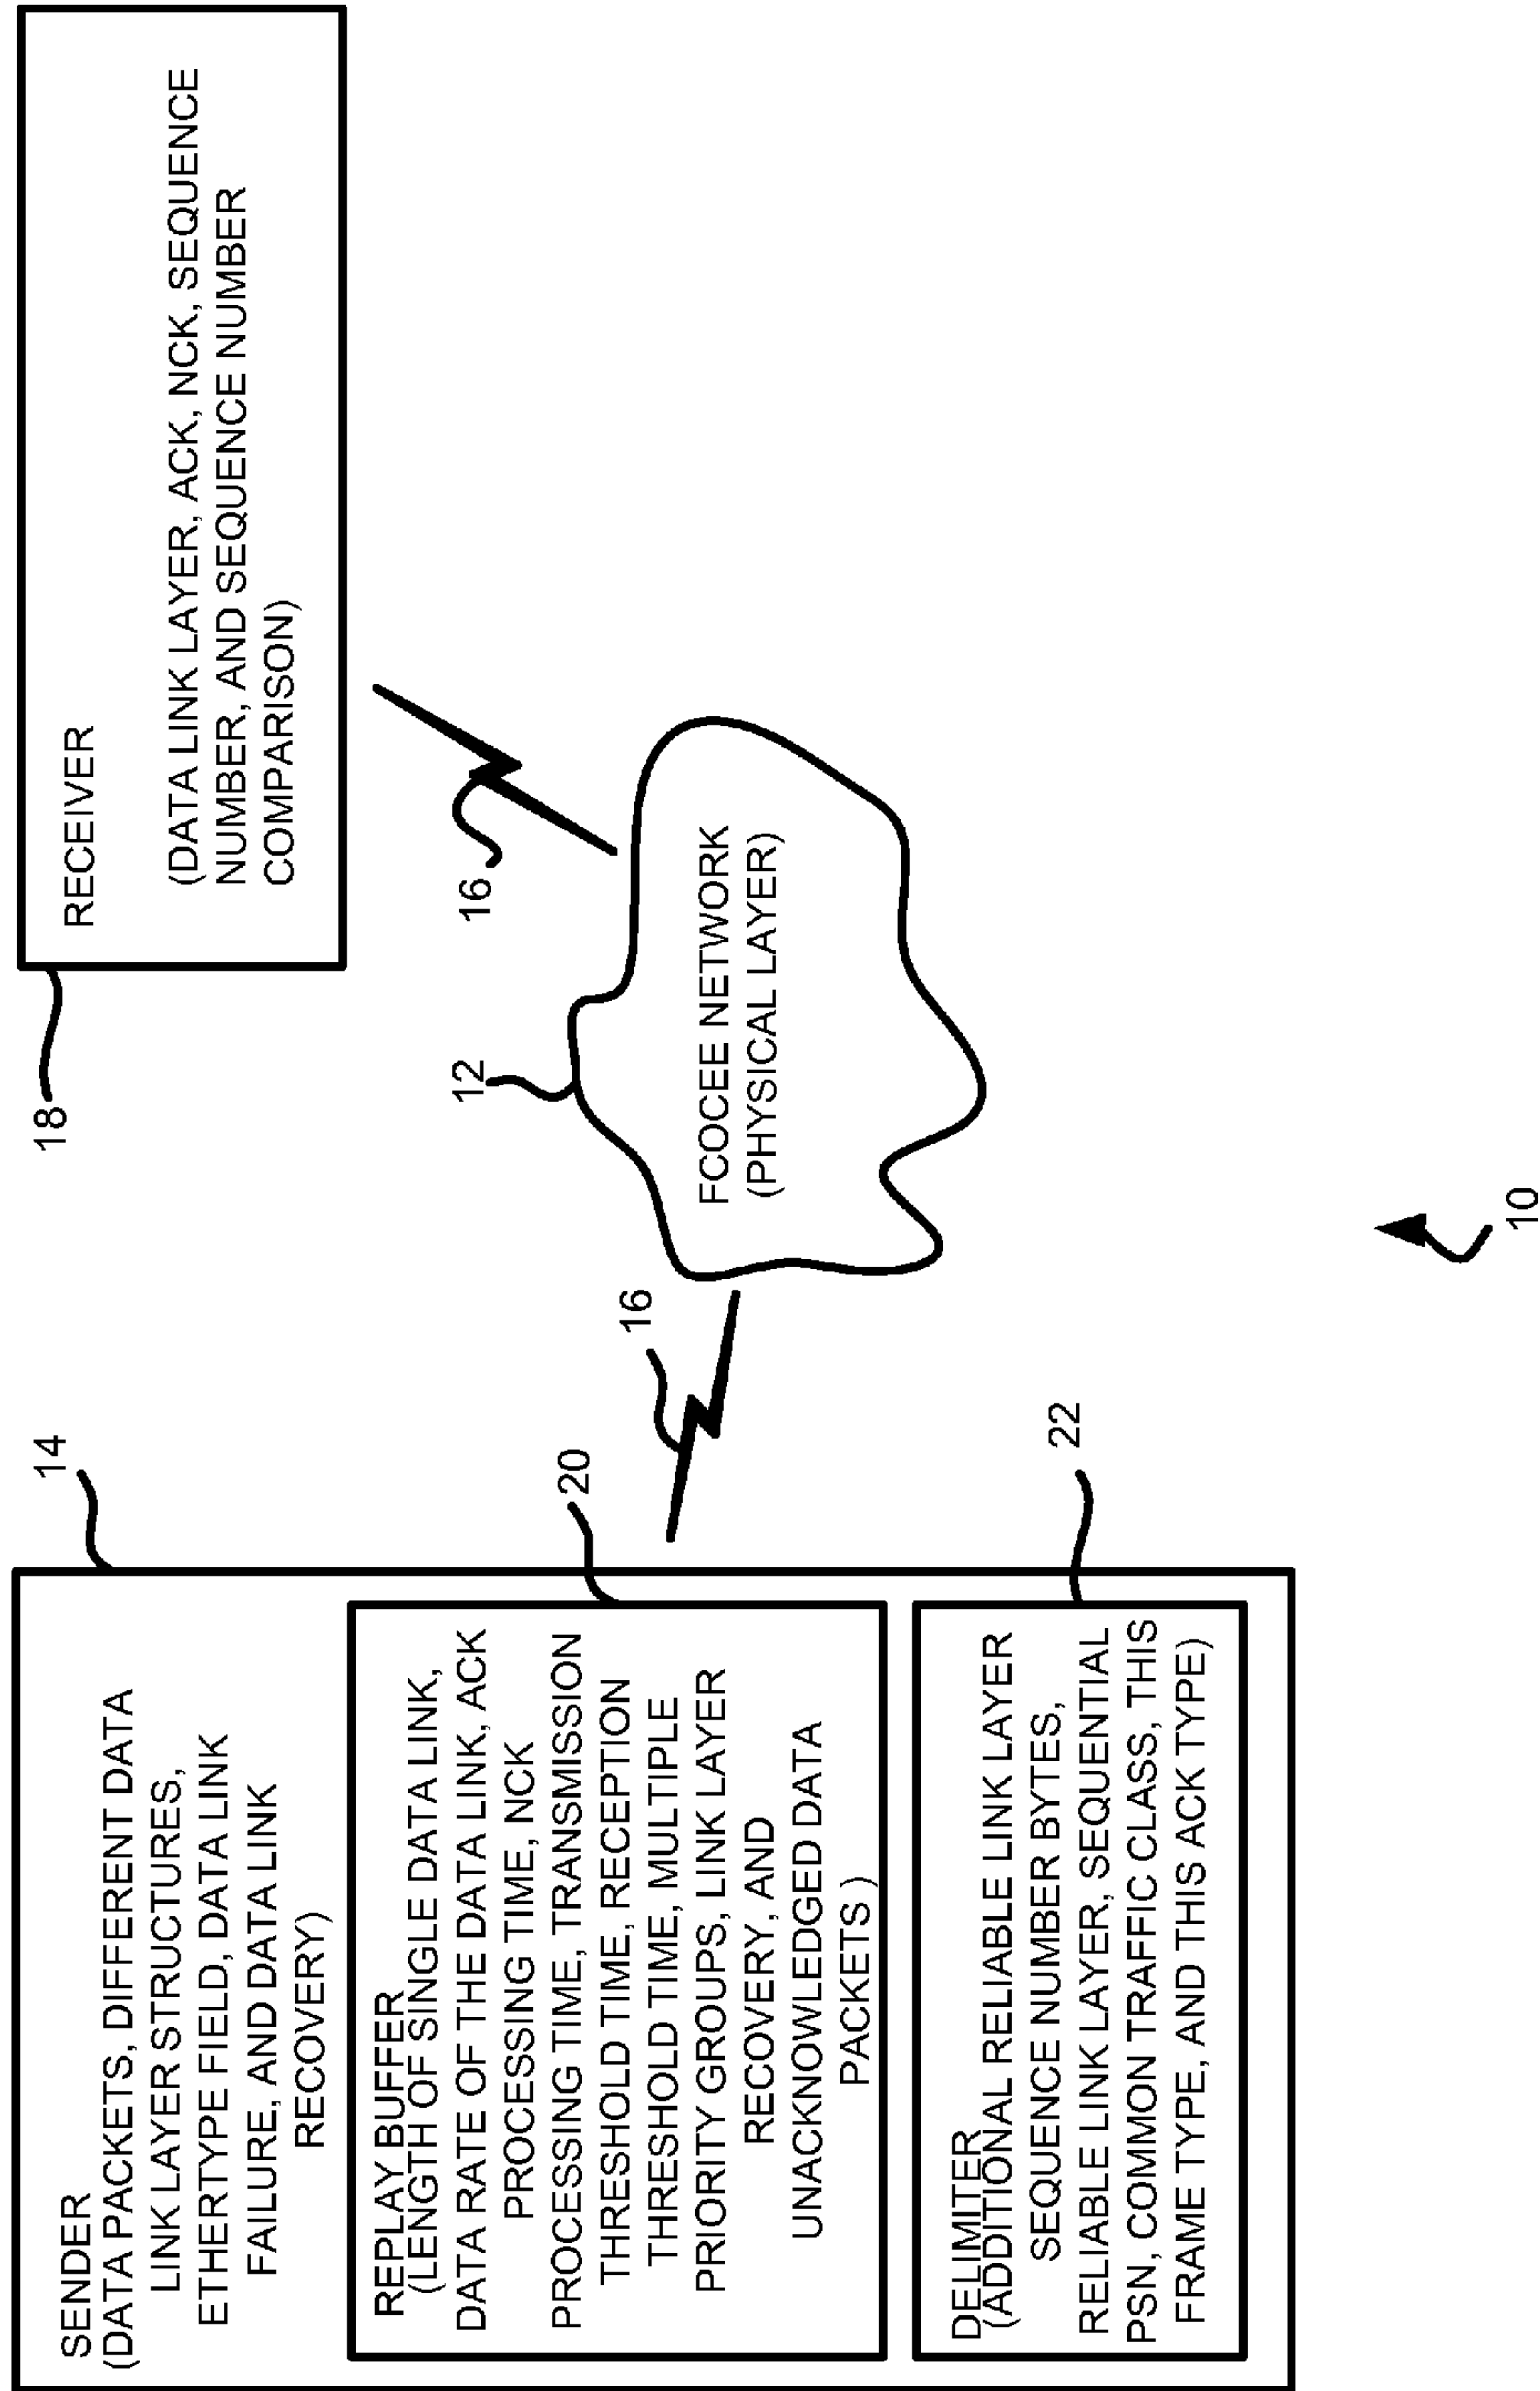 SENDER
(DATA PACKETS, DIFFERENT DATA
LINK LAYER STRUCTURES,
ETHERTYPE FIELD, DATA LINK
FAILURE, AND DATA LINK
RECOVERY)
14
REPLAY BUFFER
(LENGTH OF SINGLE DATA LINK,
DATA RATE OF THE DATA LINK, ACK
PROCESSING TIME, NCK
PROCESSING TIME, TRANSMISSION
THRESHOLD TIME, RECEPTION
THRESHOLD TIME, MULTIPLE
PRIORITY GROUPS, LINK LAYER
RECOVERY, AND
UNACKNOWLEDGED DATA
PACKETS )
20
DELIMITER
(ADDITIONAL RELIABLE LINK LAYER
SEQUENCE NUMBER BYTES,
RELIABLE LINK LAYER, SEQUENTIAL
PSN, COMMON TRAFFIC CLASS, THIS
FRAME TYPE, AND THIS ACK TYPE)
22
16
12
FCOCEE NETWORK
(PHYSICAL LAYER)
16
18
RECEIVER
(DATA LINK LAYER, ACK, NCK, SEQUENCE
NUMBER, AND SEQUENCE NUMBER
COMPARISON)
10